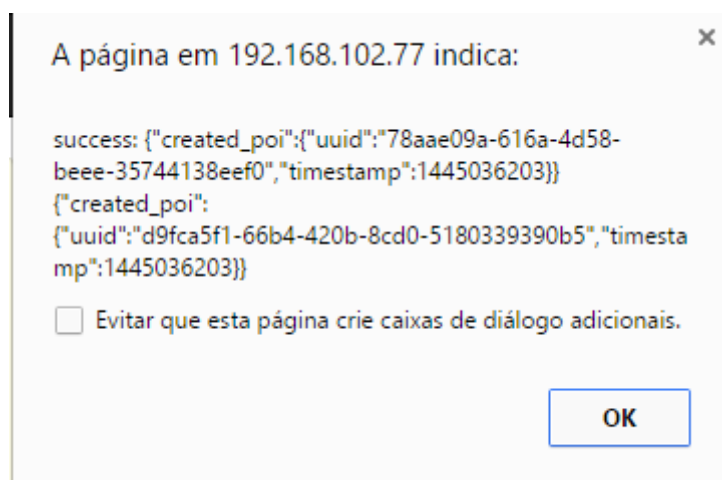 A página em 192.168.102.77 indica:
success: {"created_poi":{"uuid":"78aae09a-616a-4d58-
beee-35744138eef0","timestamp":1445036203}}
{"created_poi":
{"uuid":"d9fca5f1-66b4-420b-8cd0-5180339390b5","timesta
mp":1445036203}}
Evitar que esta página crie caixas de diálogo adicionais.
OK